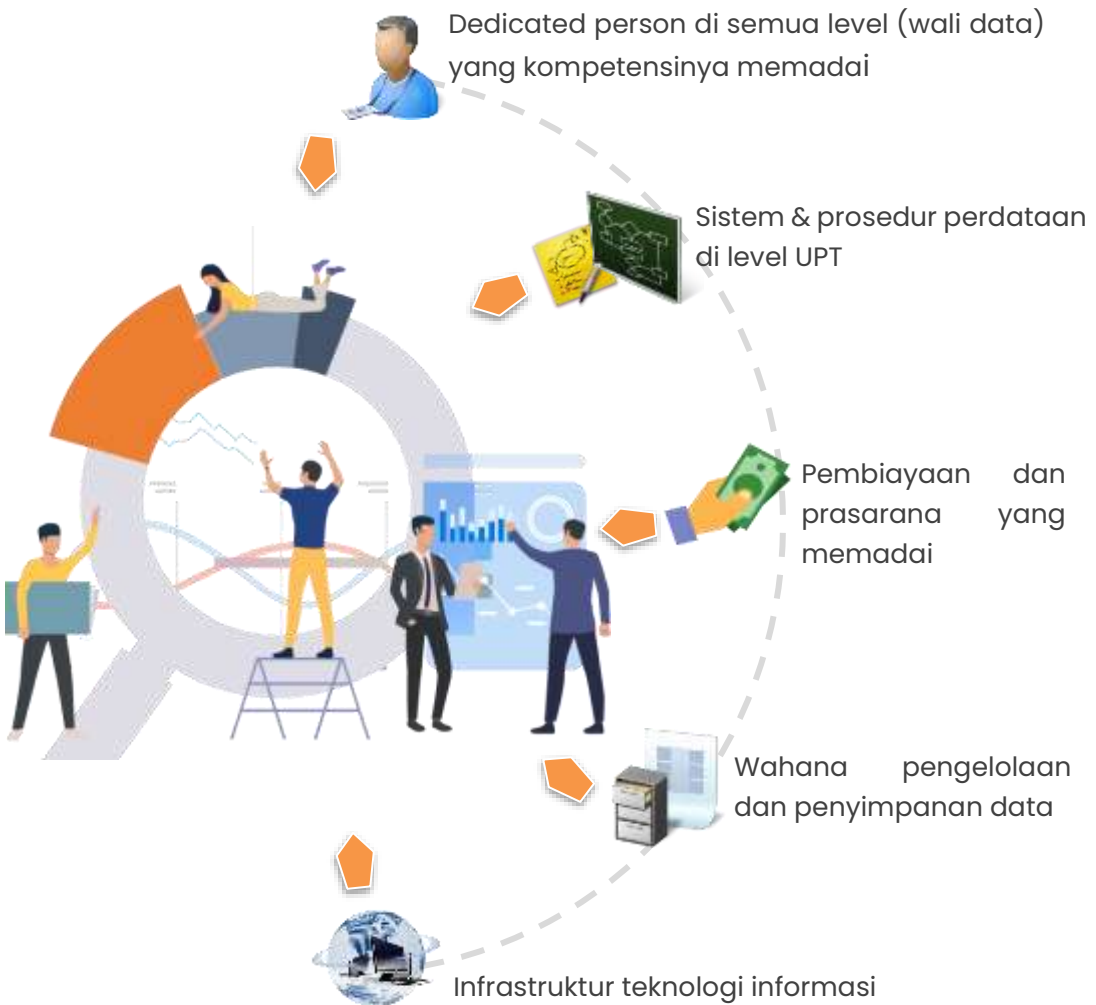 Dedicated person di semua level (wali data)
yang kompetensinya memadai
Sistem & prosedur perdataan
di level UPT
Pembiayaan dan
prasarana yang
memadai
Wahana pengelolaan
dan penyimpanan data
Infrastruktur teknologi informasi